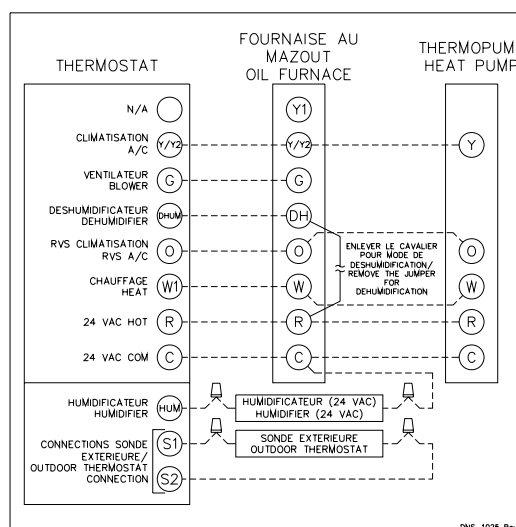 THERMOSTAT
FOURNAISE AU
MAZOUT
OIL FURNACE
THERMOPUM
HEAT PUMP
N/A
Y1
CLIMATISATION
A/C
Y/Y2
Y/Y2
Y
VENTILATEUR
BLOWER
G
G
DESHUMIDIFICATEUR
DEHUMIDIFIER
DHUM
DH
RVS CLIMATISATION
RVS A/C
O
O
O
ENLEVER LE CAVALIER
POUR MODE DE
DESHUMIDIFICATION/
REMOVE THE JUMPER
FOR
DEHUMIDIFICATION
CHAUFFAGE
HEAT
W1
W
W
24 VAC HOT
R
R
R
24 VAC COM
C
C
C
HUMIDIFICATEUR
HUMIDIFIER
HUM
HUMIDIFICATEUR (24 VAC)
HUMIDIFIER (24 VAC)
CONNECTIONS SONDE
EXTERIEURE/
OUTDOOR THERMOSTAT
CONNECTION
S1
S2
SONDE EXTERIEURE
OUTDOOR THERMOSTAT